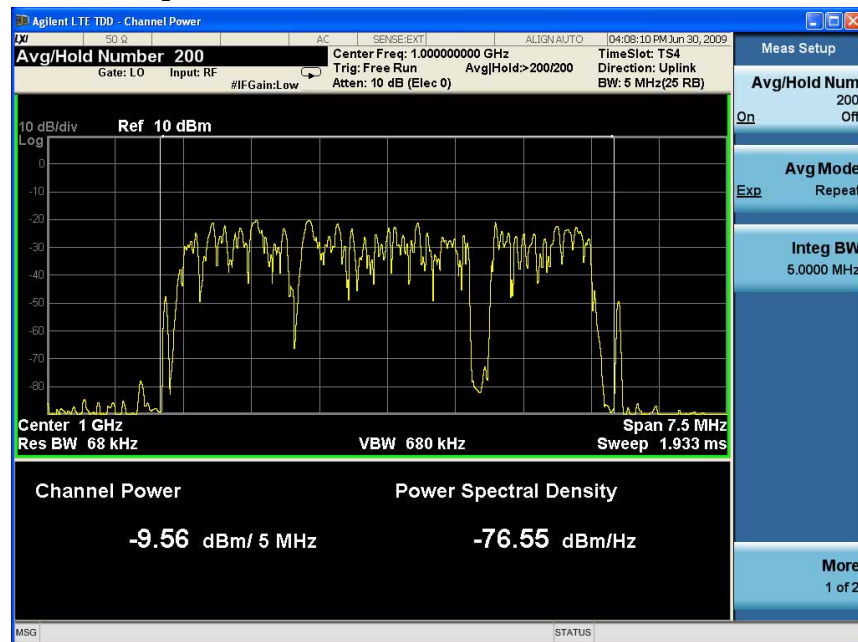 Agilent LTE TDD - Channel Power
LXI 50 Ω AC SENSE:EXT ALIGN AUTO 04:08:10 PM Jun 30, 2009
Avg/Hold Number 200
Gate: LO Input: RF
#IFGain:Low
Center Freq: 1.000000000 GHz
Trig: Free Run Avg|Hold:>200/200
Atten: 10 dB (Elec 0)
TimeSlot: TS4
Direction: Uplink
BW: 5 MHz(25 RB)
10 dB/div Ref 10 dBm
Log
0
-10
-20
-30
-40
-50
-60
-70
-80
Center 1 GHz Span 7.5 MHz
Res BW 68 kHz VBW 680 kHz Sweep 1.933 ms
Channel Power Power Spectral Density
-9.56 dBm/ 5 MHz -76.55 dBm/Hz
MSG STATUS
Meas Setup
Avg/Hold Num
200
On Off
Avg Mode
Exp Repeat
Integ BW
5.0000 MHz
More
1 of 2